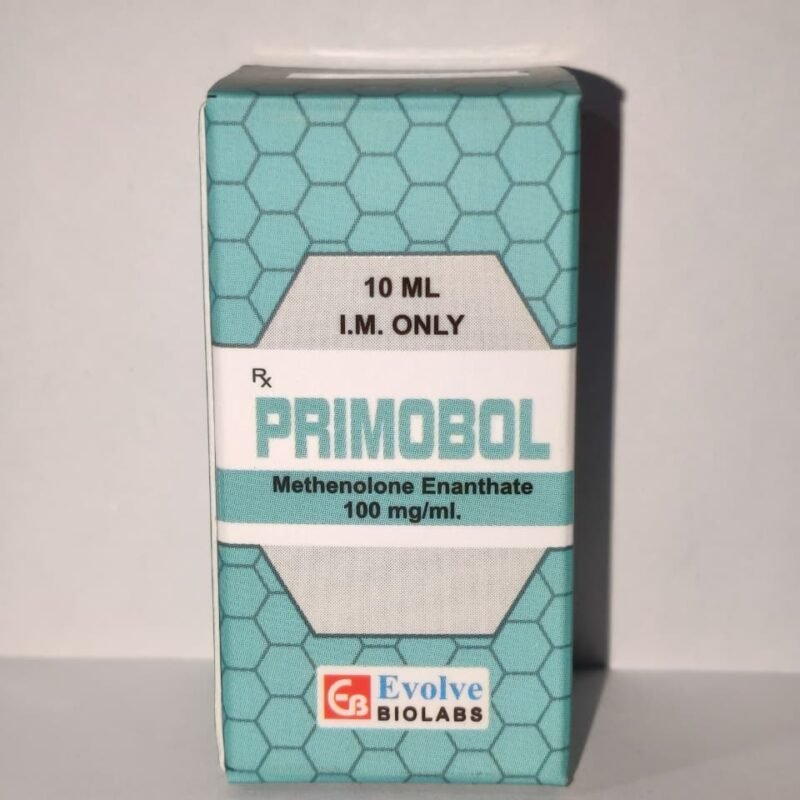 10 ML
I.M. ONLY
Rx
PRIMOBOL
Methenolone Enanthate
100 mg/ml.
EB Evolve
BIOLABS